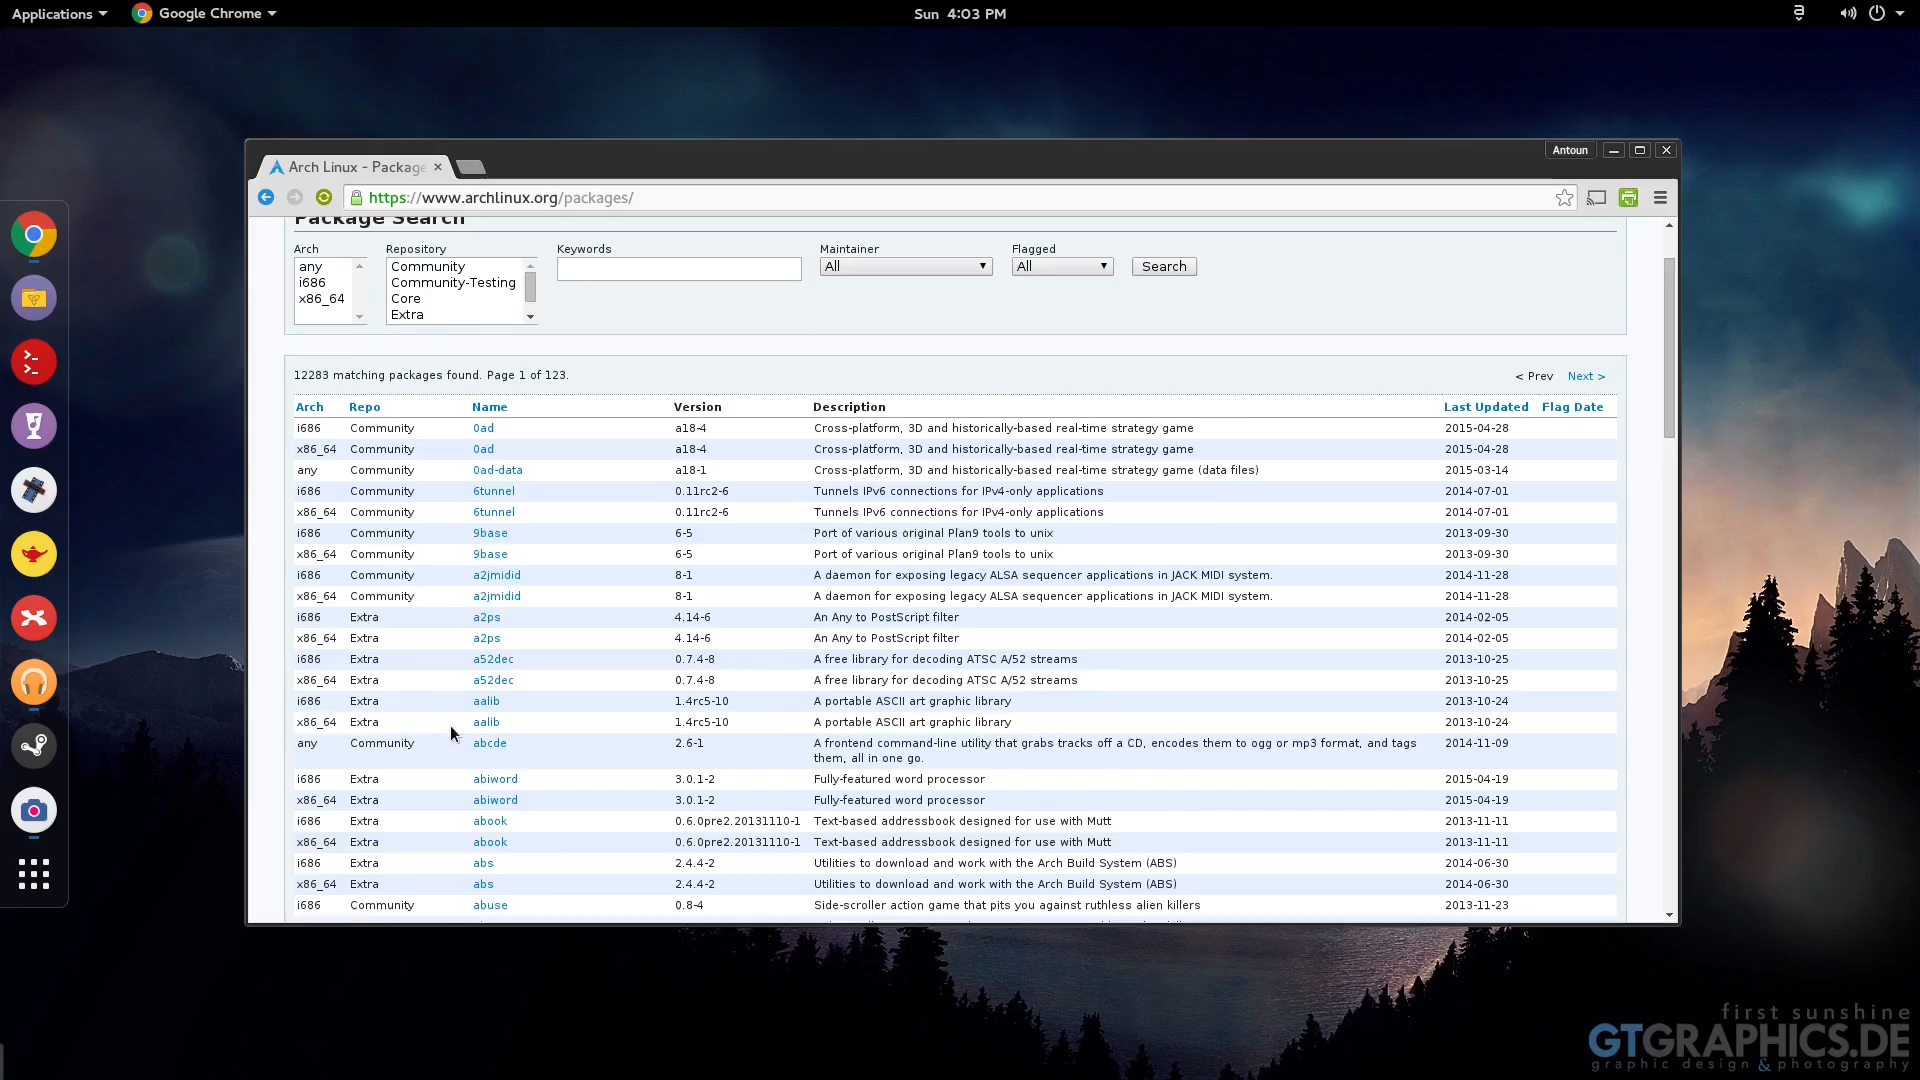 Applications Google Chrome Sun 4:03 PM
Antoun
Arch Linux - Package
https://www.archlinux.org/packages/
Package Search
Arch Repository Keywords Maintainer Flagged
any Community All All Search
i686 Community-Testing
x86_64 Core
Extra
12283 matching packages found. Page 1 of 123. < Prev Next >
Arch Repo Name Version Description Last Updated Flag Date
i686 Community 0ad a18-4 Cross-platform, 3D and historically-based real-time strategy game 2015-04-28
x86_64 Community 0ad a18-4 Cross-platform, 3D and historically-based real-time strategy game 2015-04-28
any Community 0ad-data a18-1 Cross-platform, 3D and historically-based real-time strategy game (data files) 2015-03-14
i686 Community 6tunnel 0.11rc2-6 Tunnels IPv6 connections for IPv4-only applications 2014-07-01
x86_64 Community 6tunnel 0.11rc2-6 Tunnels IPv6 connections for IPv4-only applications 2014-07-01
i686 Community 9base 6-5 Port of various original Plan9 tools to unix 2013-09-30
x86_64 Community 9base 6-5 Port of various original Plan9 tools to unix 2013-09-30
i686 Community a2jmidid 8-1 A daemon for exposing legacy ALSA sequencer applications in JACK MIDI system. 2014-11-28
x86_64 Community a2jmidid 8-1 A daemon for exposing legacy ALSA sequencer applications in JACK MIDI system. 2014-11-28
i686 Extra a2ps 4.14-6 An Any to PostScript filter 2014-02-05
x86_64 Extra a2ps 4.14-6 An Any to PostScript filter 2014-02-05
i686 Extra a52dec 0.7.4-8 A free library for decoding ATSC A/52 streams 2013-10-25
x86_64 Extra a52dec 0.7.4-8 A free library for decoding ATSC A/52 streams 2013-10-25
i686 Extra aalib 1.4rc5-10 A portable ASCII art graphic library 2013-10-24
x86_64 Extra aalib 1.4rc5-10 A portable ASCII art graphic library 2013-10-24
any Community abcde 2.6-1 A frontend command-line utility that grabs tracks off a CD, encodes them to ogg or mp3 format, and tags 2014-11-09
them, all in one go.
i686 Extra abiword 3.0.1-2 Fully-featured word processor 2015-04-19
x86_64 Extra abiword 3.0.1-2 Fully-featured word processor 2015-04-19
i686 Extra abook 0.6.0pre2.20131110-1 Text-based addressbook designed for use with Mutt 2013-11-11
x86_64 Extra abook 0.6.0pre2.20131110-1 Text-based addressbook designed for use with Mutt 2013-11-11
i686 Extra abs 2.4.4-2 Utilities to download and work with the Arch Build System (ABS) 2014-06-30
x86_64 Extra abs 2.4.4-2 Utilities to download and work with the Arch Build System (ABS) 2014-06-30
i686 Community abuse 0.8-4 Side-scroller action game that pits you against ruthless alien killers 2013-11-23
first sunshine
GTGRAPHICS.DE
graphic design & photography